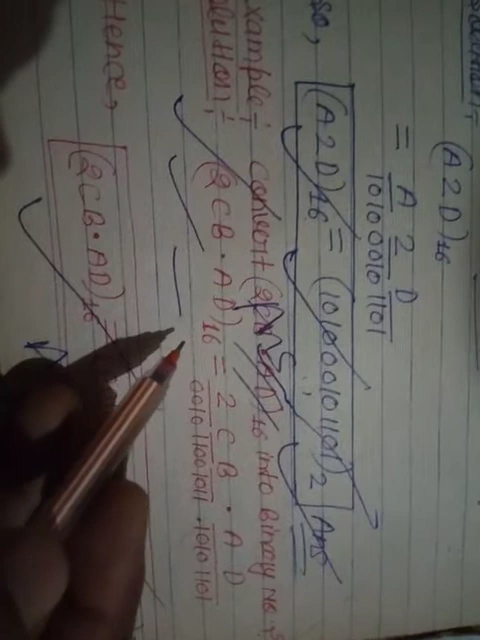 (A2D)16
= A 2 D
1010 0010 1101
so, (A2D)16 = (101000101101)2 Ans
Example:- convert (2CB.AD)16 into Binary no.
Solution:- (2CB.AD)16 = 2 C B . A D
0010 1100 1011 . 1010 1101
Hence, (2CB.AD)16 =